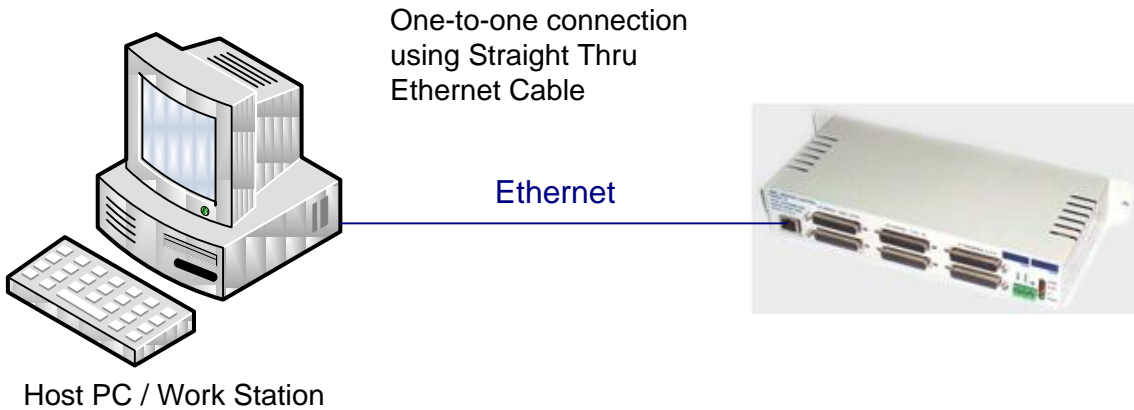 One-to-one connection
using Straight Thru
Ethernet Cable
Ethernet
Host PC / Work Station